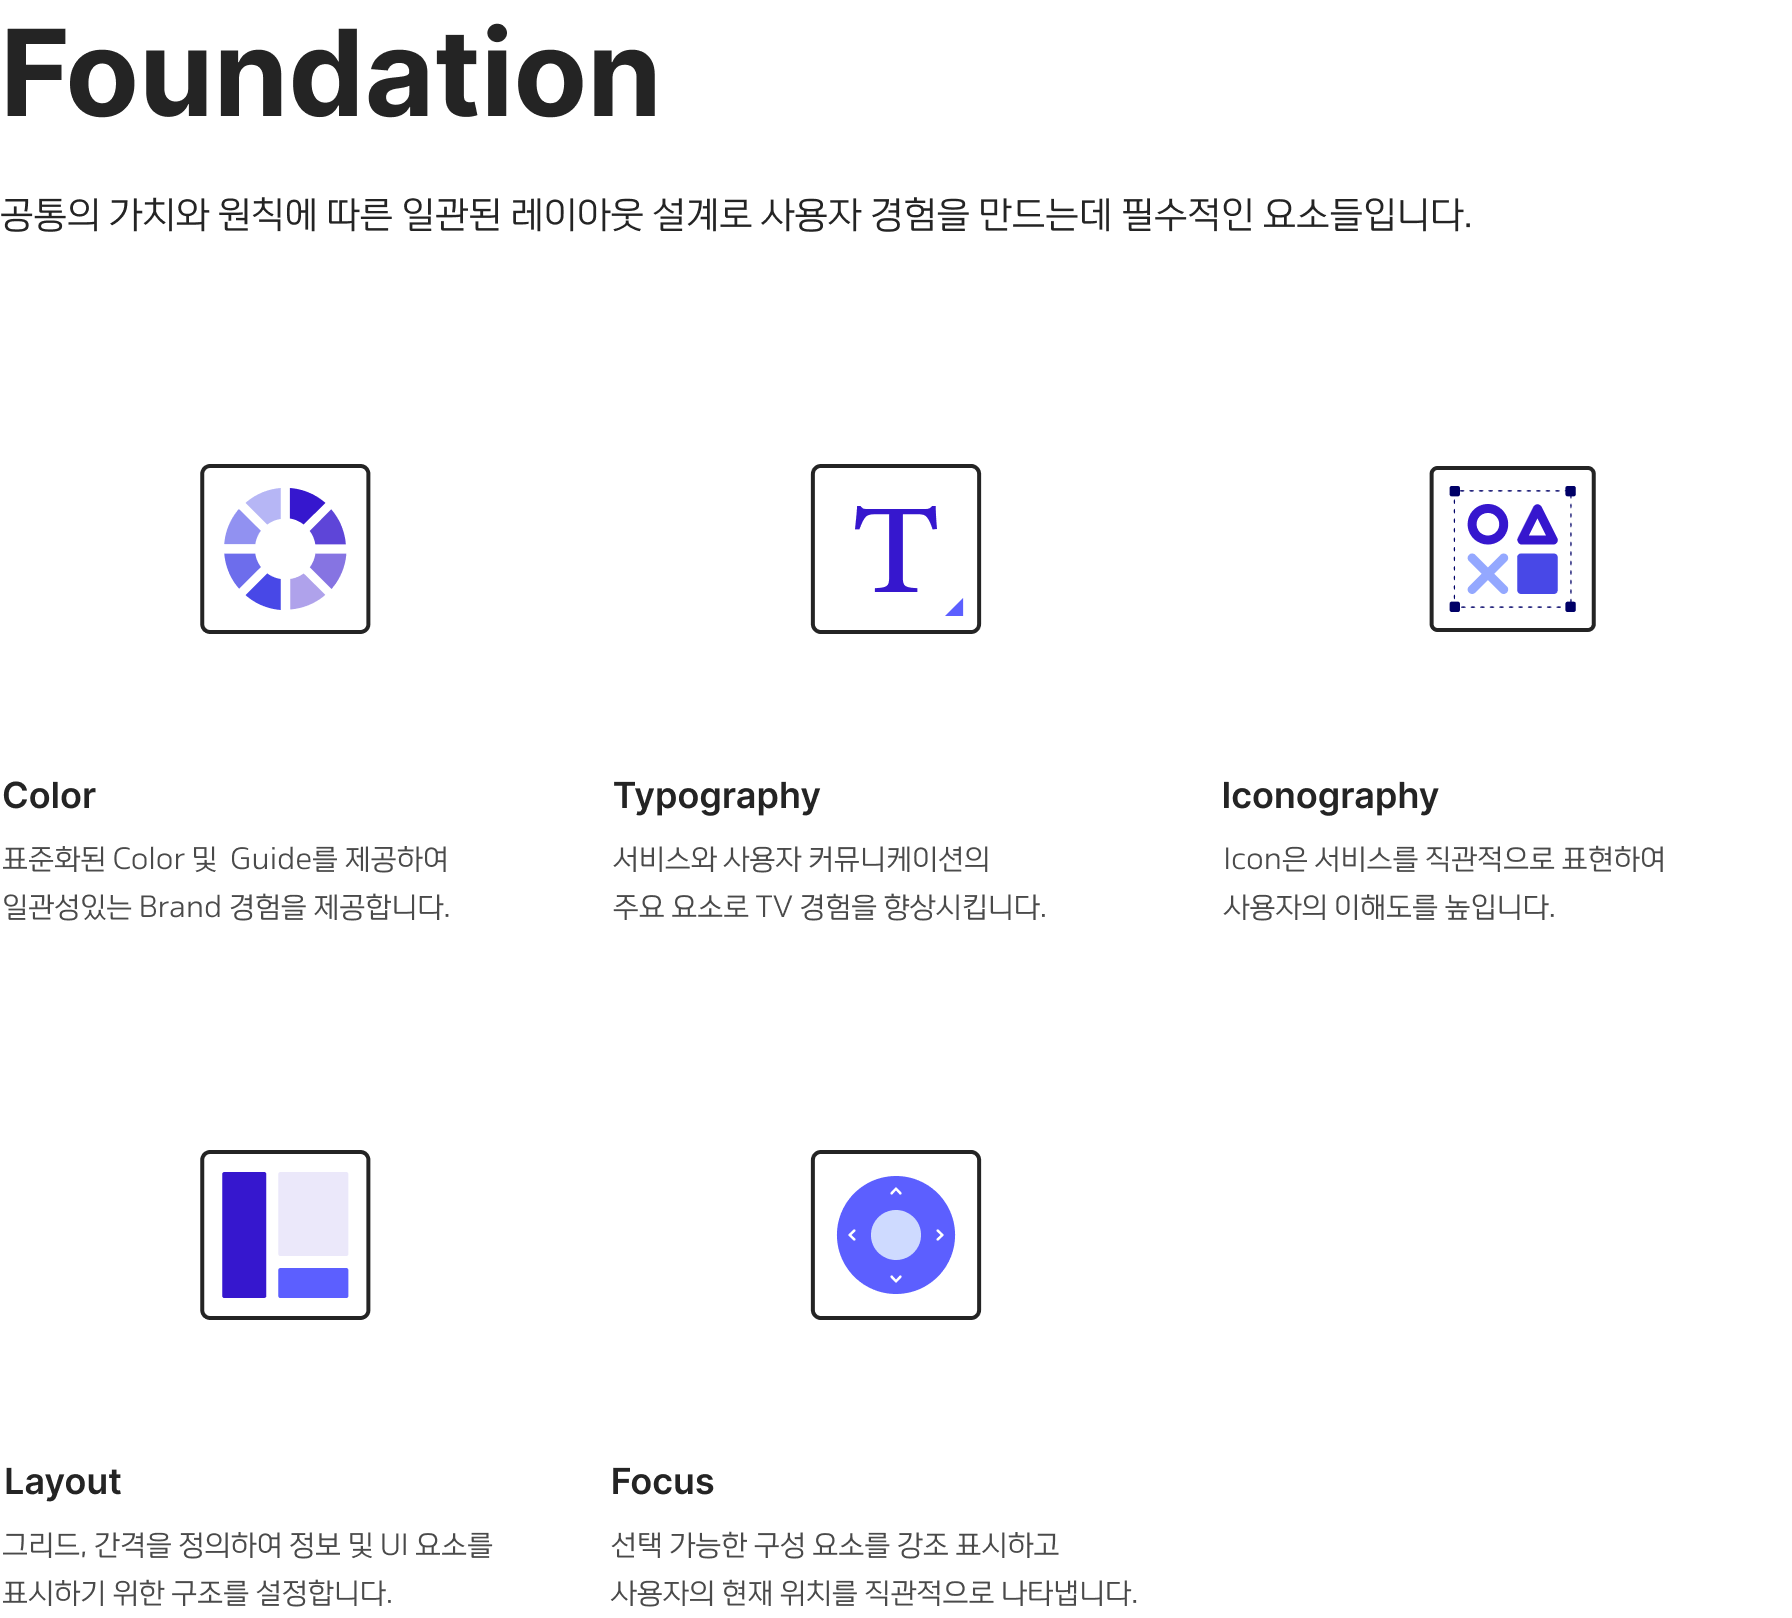 Foundation
공통의 가치와 원칙에 따른 일관된 레이아웃 설계로 사용자 경험을 만드는데 필수적인 요소들입니다.
T
Color
표준화된 Color 및 Guide를 제공하여
일관성있는 Brand 경험을 제공합니다.
Typography
서비스와 사용자 커뮤니케이션의
주요 요소로 TV 경험을 향상시킵니다.
Iconography
Icon은 서비스를 직관적으로 표현하여
사용자의 이해도를 높입니다.
Layout
그리드, 간격을 정의하여 정보 및 UI 요소를
표시하기 위한 구조를 설정합니다.
Focus
선택 가능한 구성 요소를 강조 표시하고
사용자의 현재 위치를 직관적으로 나타냅니다.